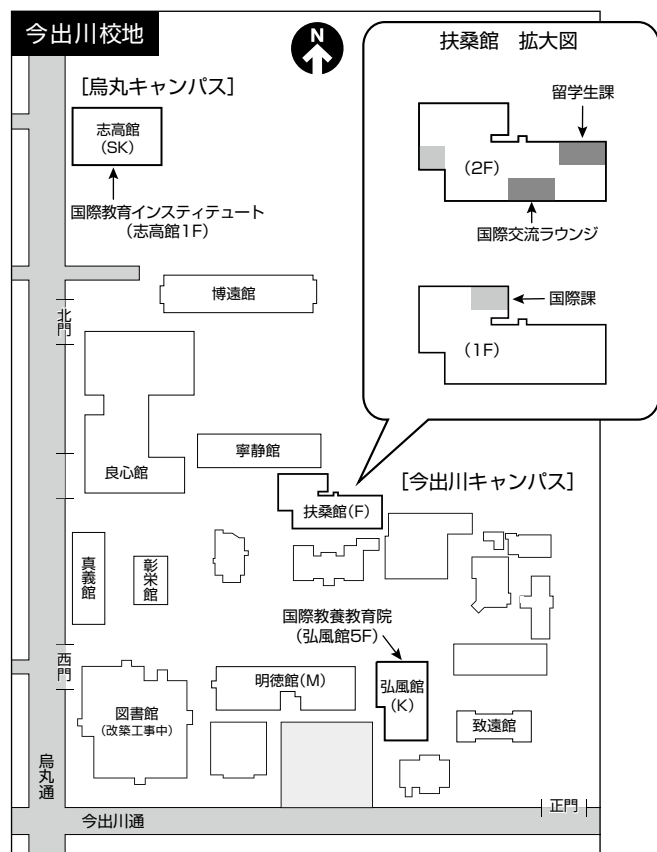 今出川校地
N
扶桑館 拡大図
[烏丸キャンパス]
留学生課
志高館
(SK)
(2F)
国際教育インスティテュート
(志高館1F)
国際交流ラウンジ
博遠館
国際課
北門
(1F)
寧静館
良心館
[今出川キャンパス]
扶桑館(F)
真義館
彰栄館
国際教養教育院
(弘風館5F)
西門
明徳館(M)
弘風館
(K)
図書館
(改築工事中)
致遠館
烏丸通
正門
今出川通